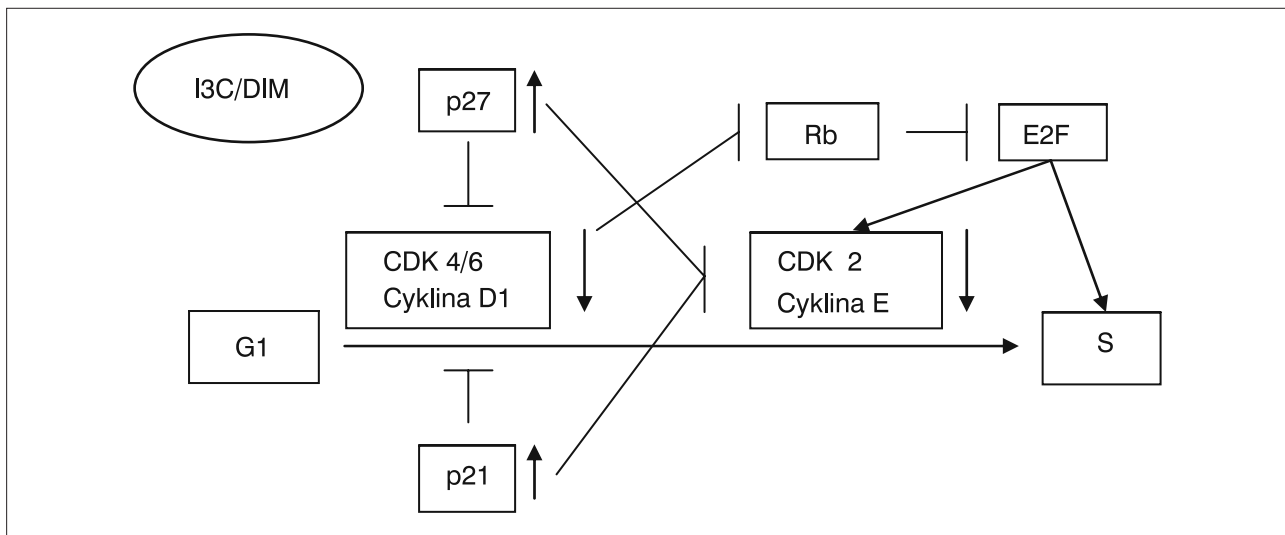 I3C/DIM
p27
Rb
E2F
CDK 4/6
Cyklina D1
CDK 2
Cyklina E
G1
S
p21